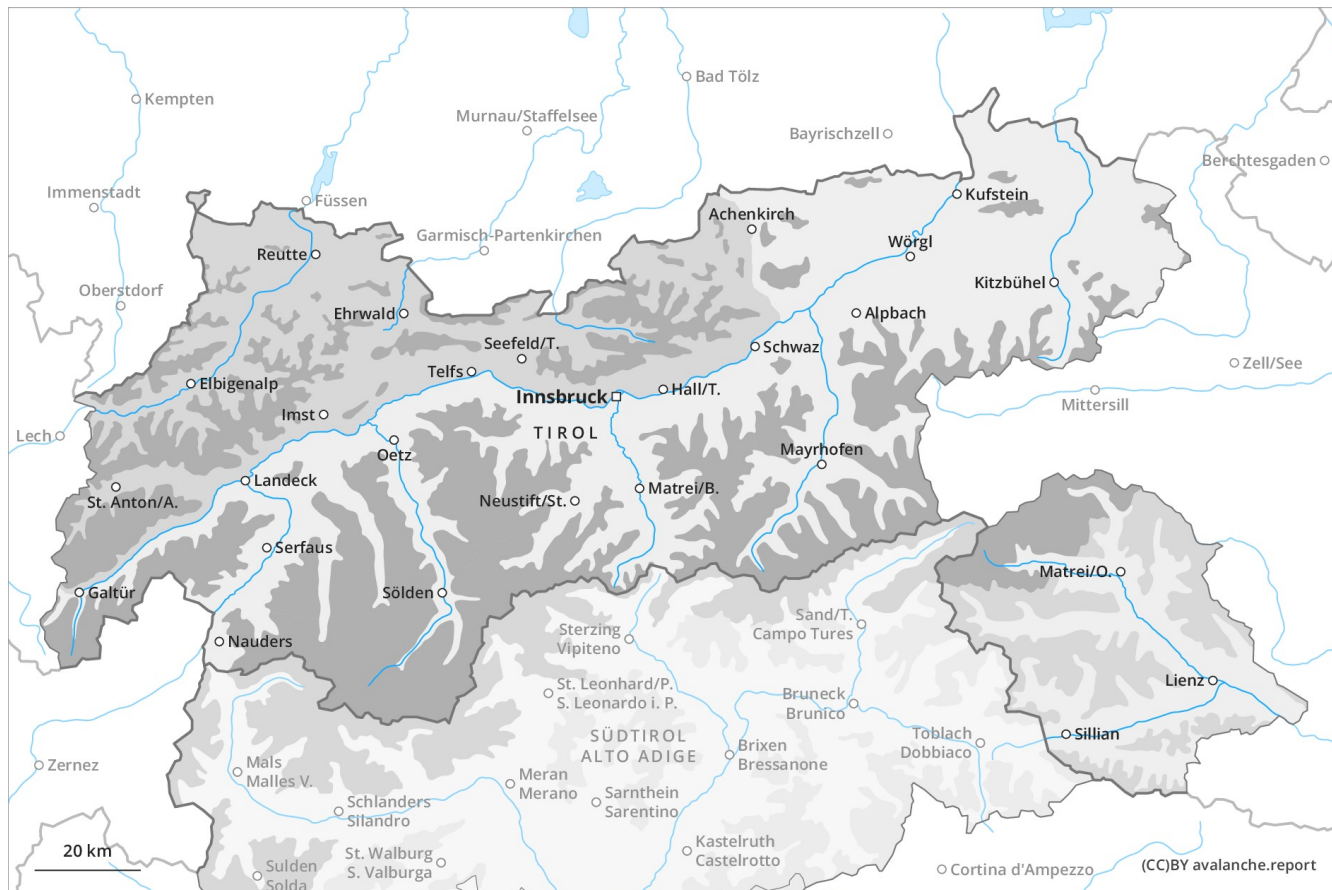 Bad Tölz
Kempten
Murnau/Staffelsee
Bayrischzell
Berchtesgaden
Immenstadt
Füssen
Kufstein
Achenkirch
Garmisch-Partenkirchen
Wörgl
Reutte
Kitzbühel
Oberstdorf
Ehrwald
Alpbach
Seefeld/T.
Schwaz
Zell/See
Telfs
Elbigenalp
Hall/T.
Innsbruck
Mittersill
Imst
Lech
TIROL
Oetz
Mayrhofen
Landeck
St. Anton/A.
Neustift/St.
Matrei/B.
Serfaus
Matrei/O.
Galtür
Sölden
Sand/T.
Campo Tures
Sterzing
Vipiteno
Nauders
Lienz
St. Leonhard/P.
S. Leonardo i. P.
Bruneck
Brunico
Sillian
SÜDTIROL
ALTO ADIGE
Toblach
Dobbiaco
Brixen
Bressanone
Zernez
Mals
Malles V.
Meran
Merano
Sarnthein
Sarentino
Schlanders
Silandro
Kastelruth
Castelrotto
20 km
St. Walburg
S. Valburga
Sulden
Solda
Cortina d'Ampezzo
(CC)BY avalanche.report